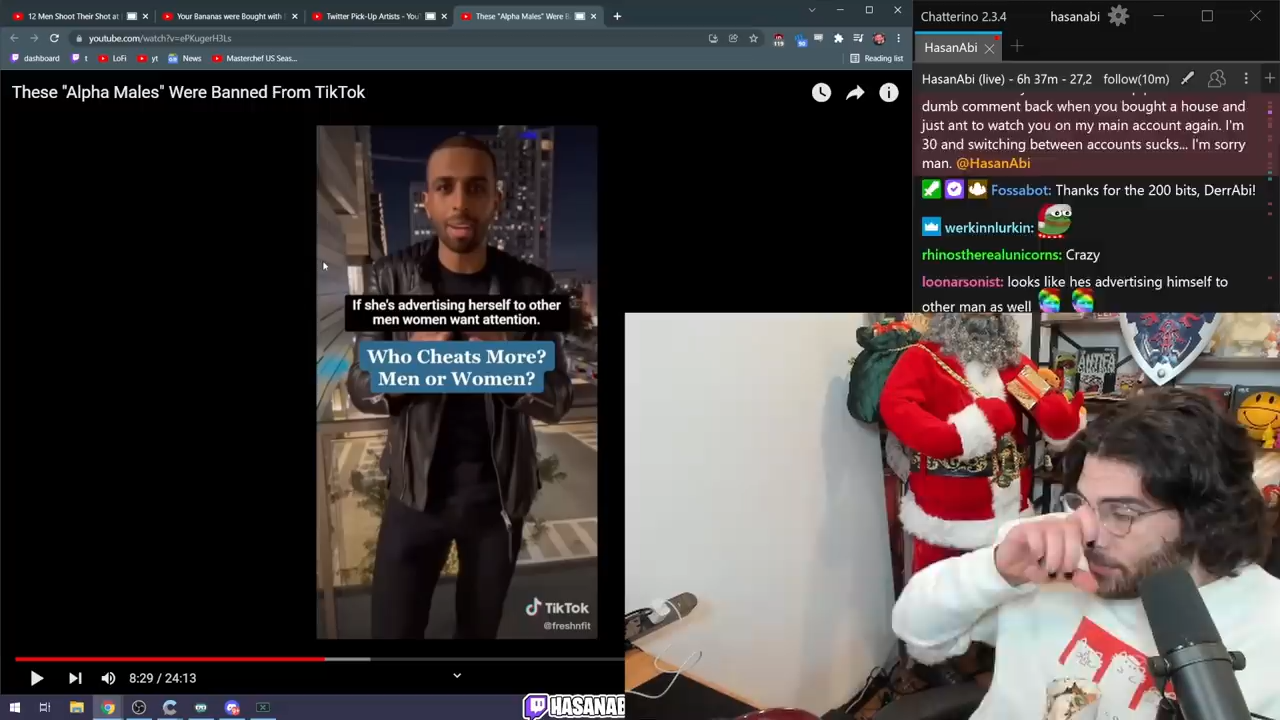 12 Men Shoot Their Shot at
Your Bananas were Bought with
Twitter Pick-Up Artists - You
These "Alpha Males" Were B
youtube.com/watch?v=ePKugerH3Ls
119
90
dashboard
t
LoFi
yt
News
Masterchef US Seas...
Reading list
These "Alpha Males" Were Banned From TikTok
If she's advertising herself to other
men women want attention.
Who Cheats More?
Men or Women?
TikTok
@freshnfit
8:29 / 24:13
HASANAB
Chatterino 2.3.4
hasanabi
HasanAbi
HasanAbi (live) - 6h 37m - 27,2
follow(10m)
dumb comment back when you bought a house and
just ant to watch you on my main account again. I'm
30 and switching between accounts sucks... I'm sorry
man. @HasanAbi
Fossabot: Thanks for the 200 bits, DerrAbi!
werkinnlurkin:
rhinostherealunicorns: Crazy
loonarsonist: looks like hes advertising himself to
other man as well
ANTIFA